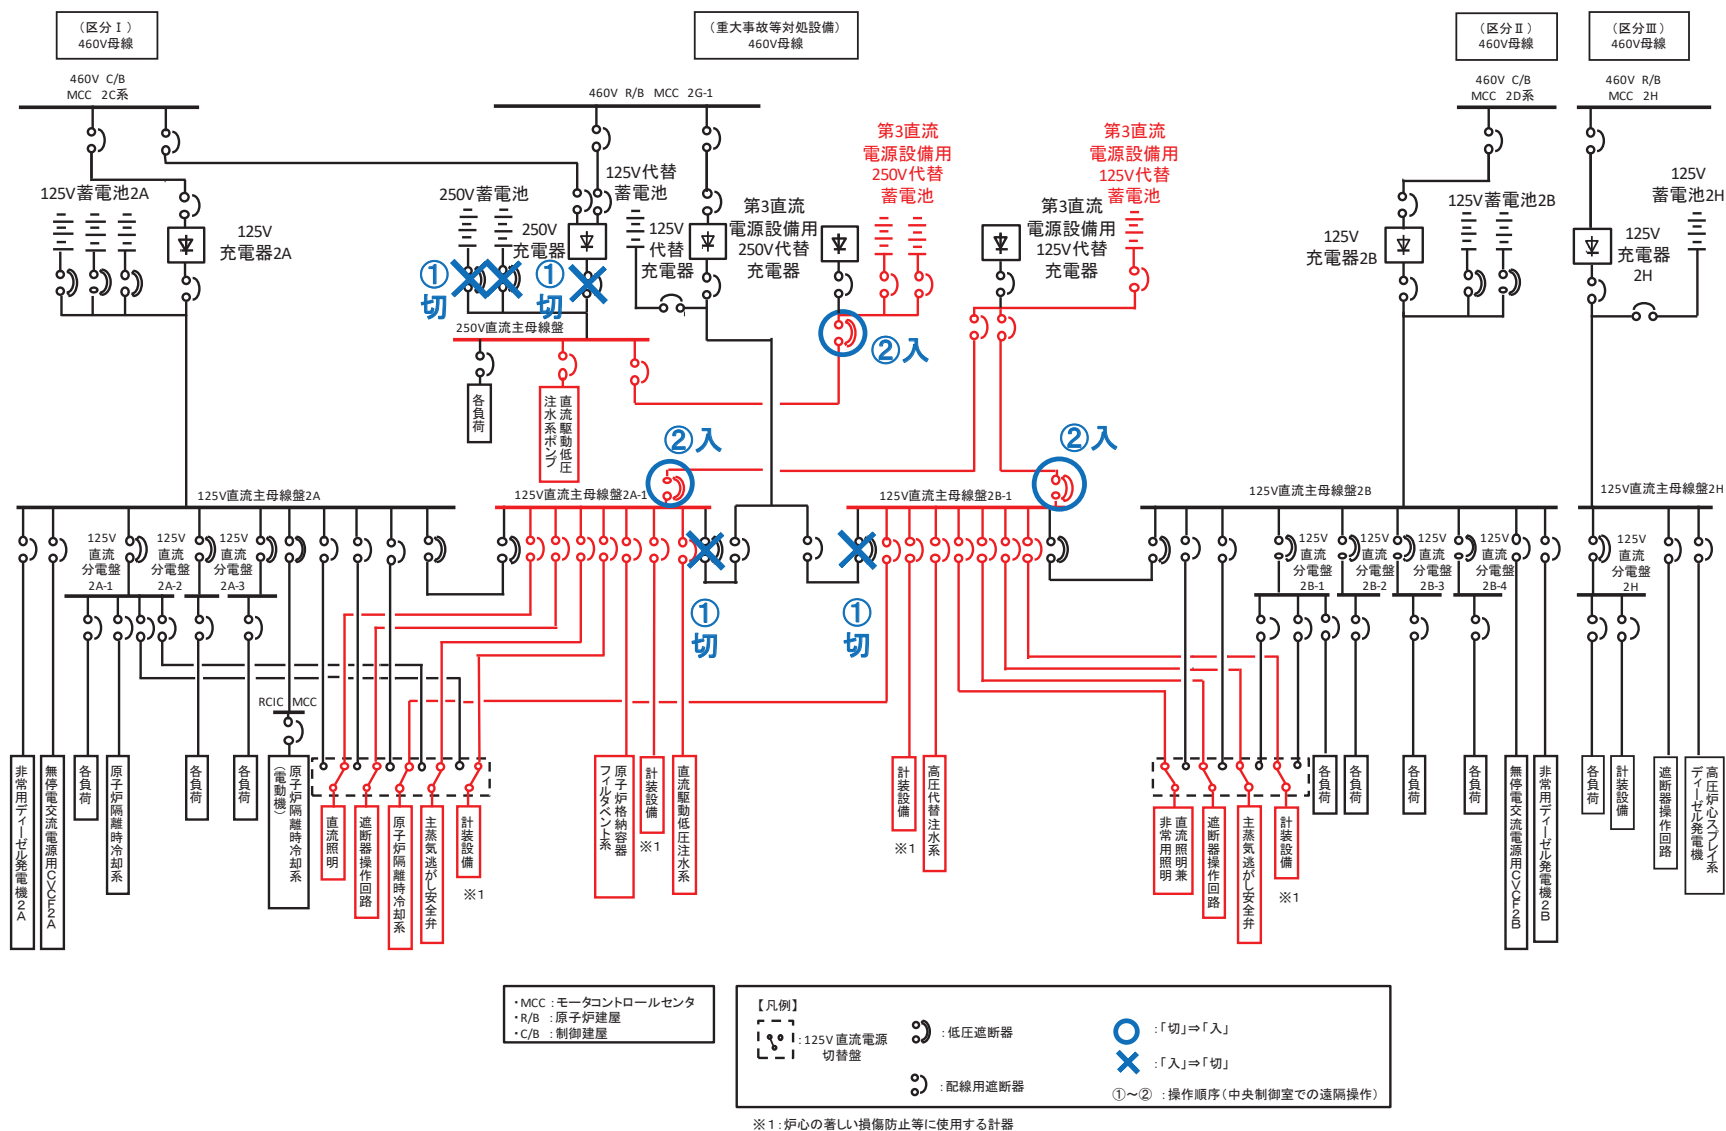 （区分Ⅰ）
460V母線
（重大事故等対処設備）
460V母線
（区分Ⅱ）
460V母線
（区分Ⅲ）
460V母線
460V C/B
MCC 2C系
460V R/B MCC 2G-1
460V C/B
MCC 2D系
460V R/B
MCC 2H
125V蓄電池2A
125V
充電器2A
250V蓄電池
250V
充電器
125V代替
蓄電池
125V
代替
充電器
第3直流
電源設備用
250V代替
充電器
第3直流
電源設備用
250V代替
蓄電池
第3直流
電源設備用
125V代替
充電器
第3直流
電源設備用
125V代替
蓄電池
125V
充電器2B
125V蓄電池2B
125V
充電器
2H
125V
蓄電池2H
①
切
①
切
②入
250V直流主母線盤
各負荷
直流駆動低圧
注水系ポンプ
②入
②入
125V直流主母線盤2A
125V直流主母線盤2A-1
125V直流主母線盤2B-1
125V直流主母線盤2B
125V直流主母線盤2H
125V
直流
分電盤
2A-1
125V
直流
分電盤
2A-2
125V
直流
分電盤
2A-3
125V
直流
分電盤
2B-1
125V
直流
分電盤
2B-2
125V
直流
分電盤
2B-3
125V
直流
分電盤
2B-4
125V
直流
分電盤
2H
①
切
①
切
RCIC MCC
非常用ディーゼル発電機2A
無停電交流電源用CVCF2A
各負荷
原子炉隔離時冷却系
各負荷
各負荷
原子炉隔離時冷却系
（電動機）
直流照明
遮断器操作回路
原子炉隔離時冷却系
主蒸気逃がし安全弁
計装設備
※1
原子炉格納容器
フィルタベント系
計装設備
※1
直流駆動低圧注水系
計装設備
※1
高圧代替注水系
直流照明兼
非常用照明
遮断器操作回路
主蒸気逃がし安全弁
計装設備
※1
各負荷
各負荷
各負荷
各負荷
無停電交流電源用CVCF2B
非常用ディーゼル発電機2B
各負荷
計装設備
遮断器操作回路
高圧炉心スプレイ系
ディーゼル発電機
・MCC：モータコントロールセンタ
・R/B：原子炉建屋
・C/B：制御建屋
【凡例】
：125V直流電源
切替盤
：低圧遮断器
：配線用遮断器
：「切」⇒「入」
：「入」⇒「切」
①～②：操作順序（中央制御室での遠隔操作）
※1：炉心の著しい損傷防止等に使用する計器